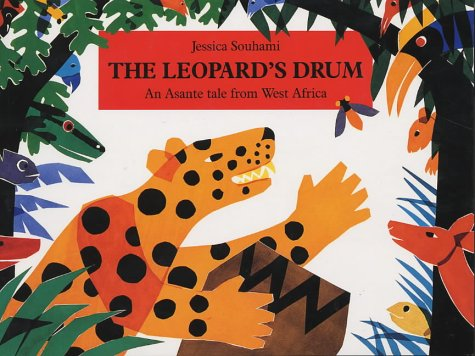 Jessica Souhami
THE LEOPARD'S DRUM
An Asante tale from West Africa